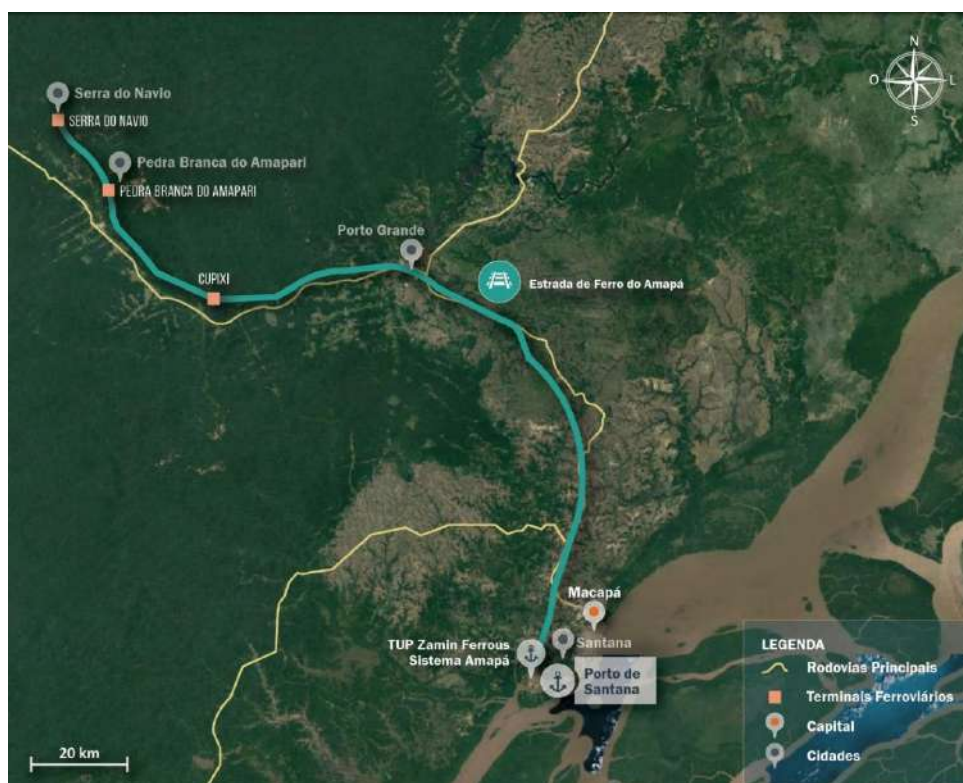 N
O
L
S
Serra do Navio
SERRA DO NAVIO
Pedra Branca do Amapari
PEDRA BRANCA DO AMAPARI
Porto Grande
CUPIXI
Estrada de Ferro do Amapá
Macapá
TUP Zamin Ferrous
Sistema Amapá
Santana
Porto de
Santana
LEGENDA
Rodovias Principais
Terminais Ferroviários
Capital
Cidades
20 km